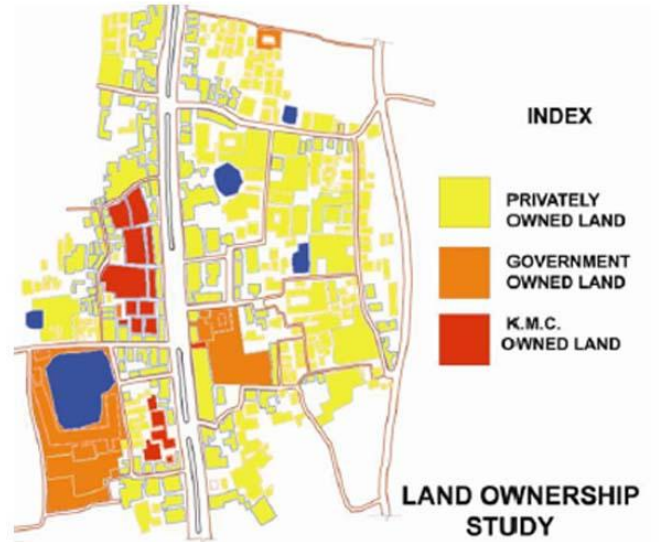 INDEX
PRIVATELY
OWNED LAND
GOVERNMENT
OWNED LAND
K.M.C.
OWNED LAND
LAND OWNERSHIP
STUDY